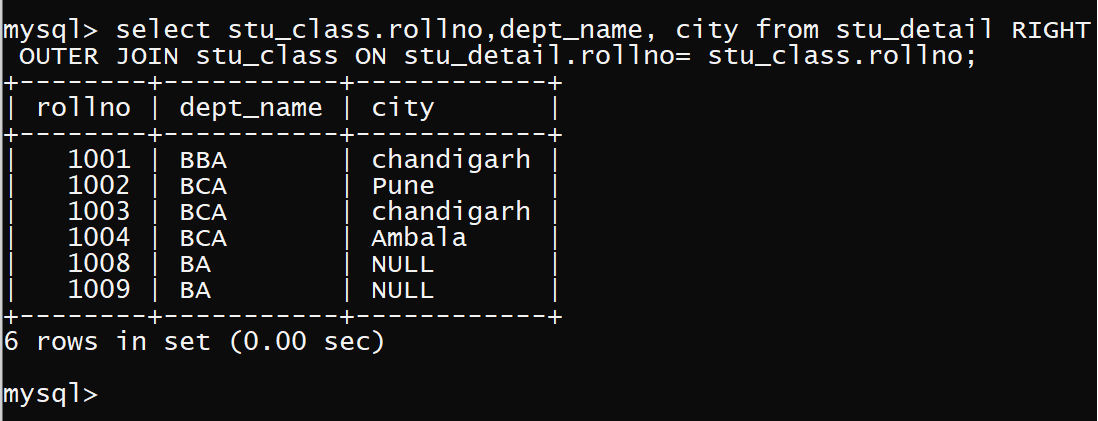 mysql> select stu_class.rollno,dept_name, city from stu_detail RIGHT
 OUTER JOIN stu_class ON stu_detail.rollno= stu_class.rollno;
+--------+-----------+------------+
| rollno | dept_name | city       |
+--------+-----------+------------+
|   1001 | BBA       | chandigarh |
|   1002 | BCA       | Pune       |
|   1003 | BCA       | chandigarh |
|   1004 | BCA       | Ambala     |
|   1008 | BA        | NULL       |
|   1009 | BA        | NULL       |
+--------+-----------+------------+
6 rows in set (0.00 sec)

mysql>